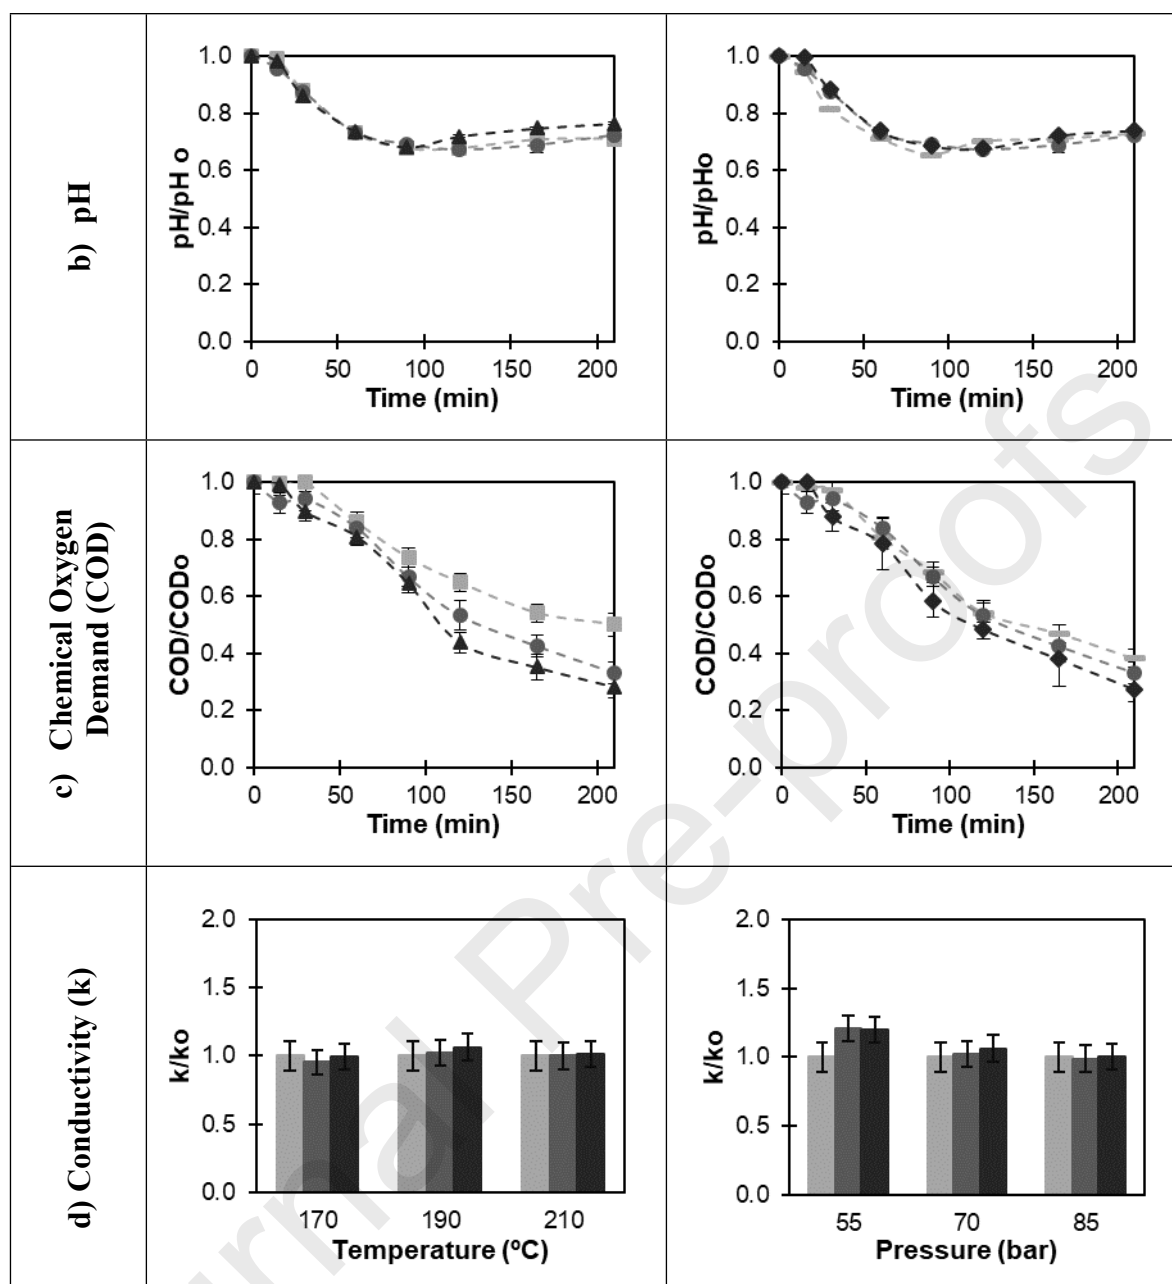 b) pH
1.0
0.8
0.6
0.4
0.2
0.0
pH/pH o
0 50 100 150 200
Time (min)
1.0
0.8
0.6
0.4
0.2
0.0
pH/pHo
0 50 100 150 200
Time (min)
c) Chemical Oxygen
Demand (COD)
1.0
0.8
0.6
0.4
0.2
0.0
COD/CODo
0 50 100 150 200
Time (min)
1.0
0.8
0.6
0.4
0.2
0.0
COD/CODo
0 50 100 150 200
Time (min)
d) Conductivity (k)
2.0
1.5
1.0
0.5
0.0
k/ko
170 190 210
Temperature (ºC)
2.0
1.5
1.0
0.5
0.0
k/ko
55 70 85
Pressure (bar)
urnal Pre-proofs